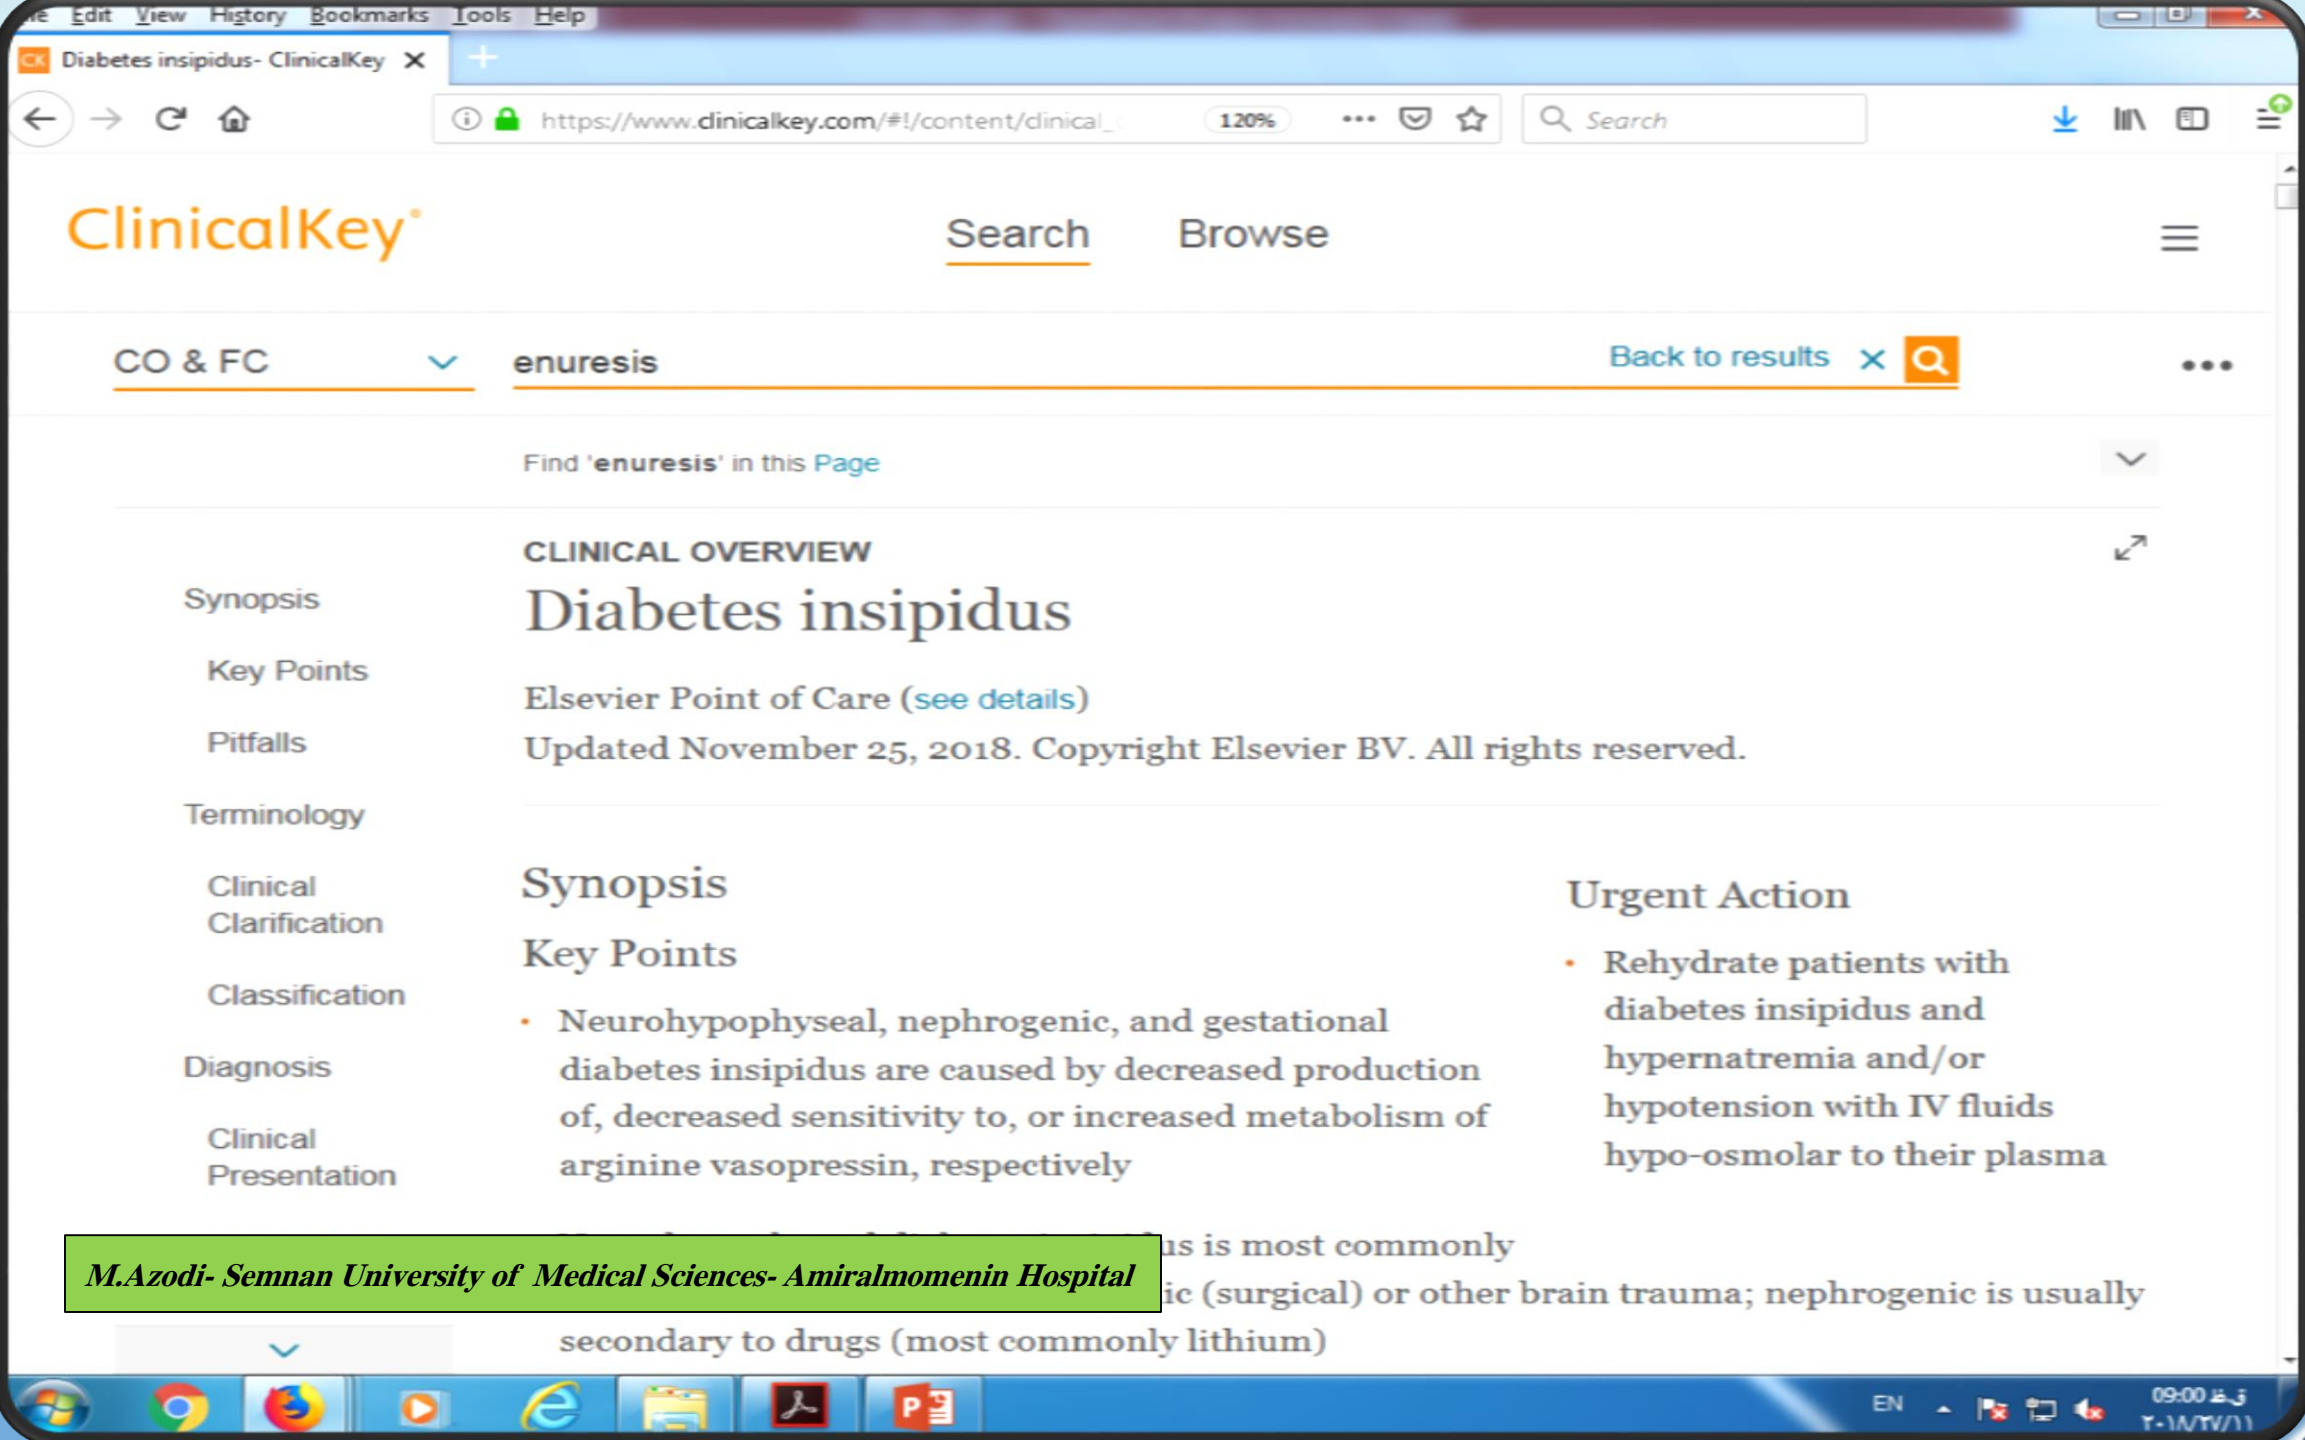 Edit View History Bookmarks Tools Help
CK Diabetes insipidus- ClinicalKey
https://www.clinicalkey.com/#!/content/clinical_ 120% Search
ClinicalKey
Search Browse
CO & FC enuresis Back to results
Find 'enuresis' in this Page
CLINICAL OVERVIEW
Diabetes insipidus
Elsevier Point of Care (see details)
Updated November 25, 2018. Copyright Elsevier BV. All rights reserved.
Synopsis
Key Points
Pitfalls
Terminology
Clinical
Clarification
Classification
Diagnosis
Clinical
Presentation
Synopsis
Key Points
• Neurohypophyseal, nephrogenic, and gestational
diabetes insipidus are caused by decreased production
of, decreased sensitivity to, or increased metabolism of
arginine vasopressin, respectively
is most commonly
(surgical) or other brain trauma; nephrogenic is usually
secondary to drugs (most commonly lithium)
Urgent Action
• Rehydrate patients with
diabetes insipidus and
hypernatremia and/or
hypotension with IV fluids
hypo-osmolar to their plasma
M.Azodi- Semnan University of Medical Sciences- Amiralmomenin Hospital
EN
09:00 ق.ظ
٢٠١٨/٢٧/١١